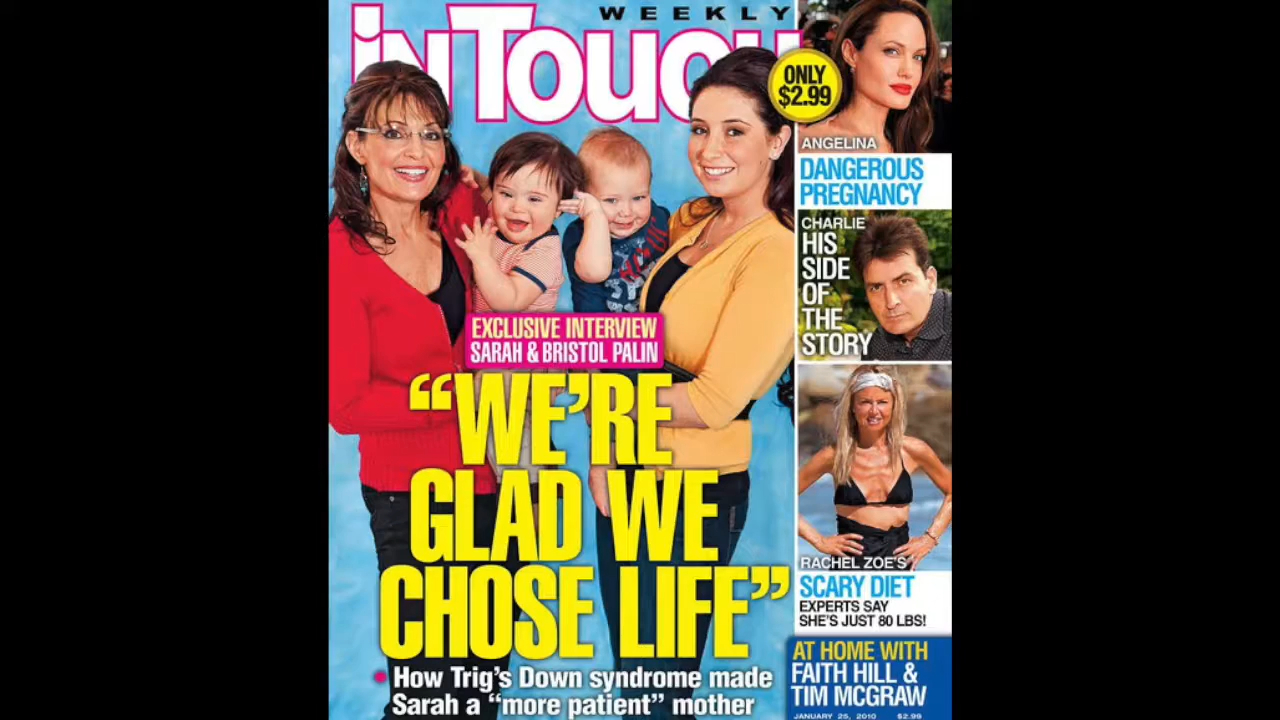 WEEKLY
inTouch
ONLY
$2.99
ANGELINA
DANGEROUS
PREGNANCY
CHARLIE
HIS
SIDE
OF
THE
STORY
EXCLUSIVE INTERVIEW
SARAH & BRISTOL PALIN
“WE’RE
GLAD WE
CHOSE LIFE”
• How Trig’s Down syndrome made
Sarah a “more patient” mother
RACHEL ZOE’S
SCARY DIET
EXPERTS SAY
SHE’S JUST 80 LBS!
AT HOME WITH
FAITH HILL &
TIM MCGRAW
JANUARY 25, 2010 $2.99